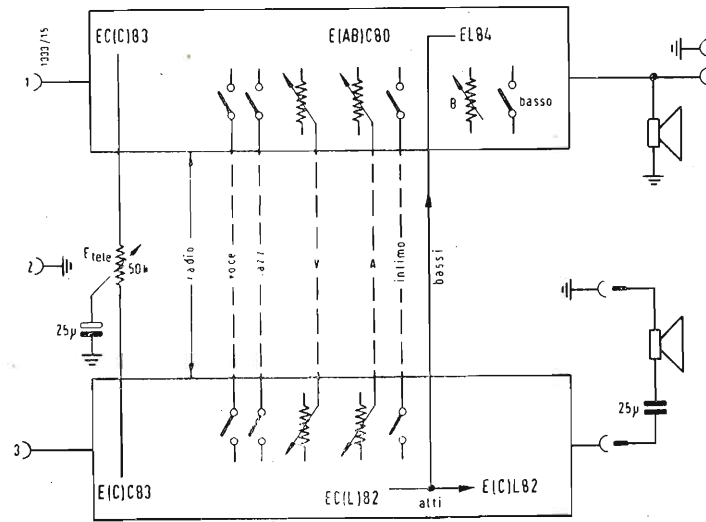 1000/15
EC(C)83
E(AB)C80
EL84
1
B
basso
E tele
50k
2
25µ
radio
voce
jazz
V
A
intimo
bassi
25µ
3
E(C)C83
EC(L)82
alti
E(C)L82